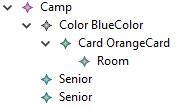 Camp
Color BlueColor
Card OrangeCard
Room
Senior
Senior